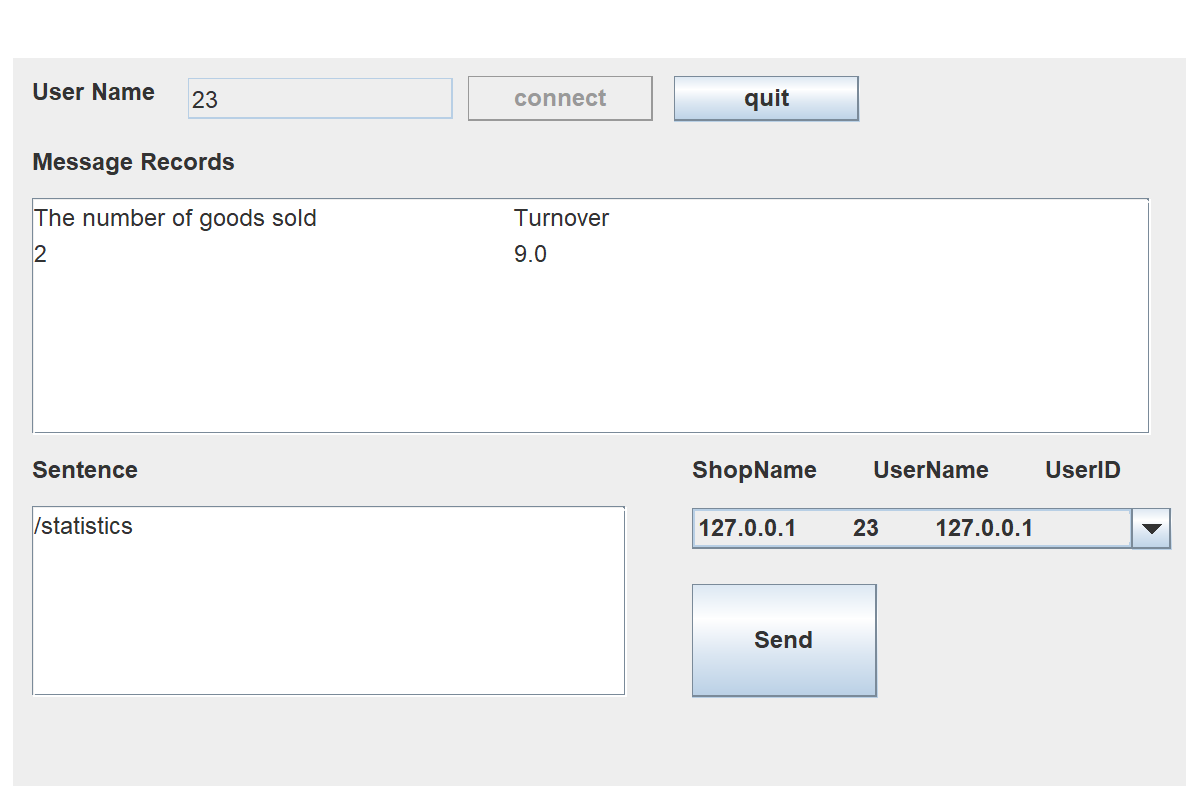 User Name 23 connect quit
Message Records
The number of goods sold Turnover
2 9.0
Sentence ShopName UserName UserID
/statistics 127.0.0.1 23 127.0.0.1
Send